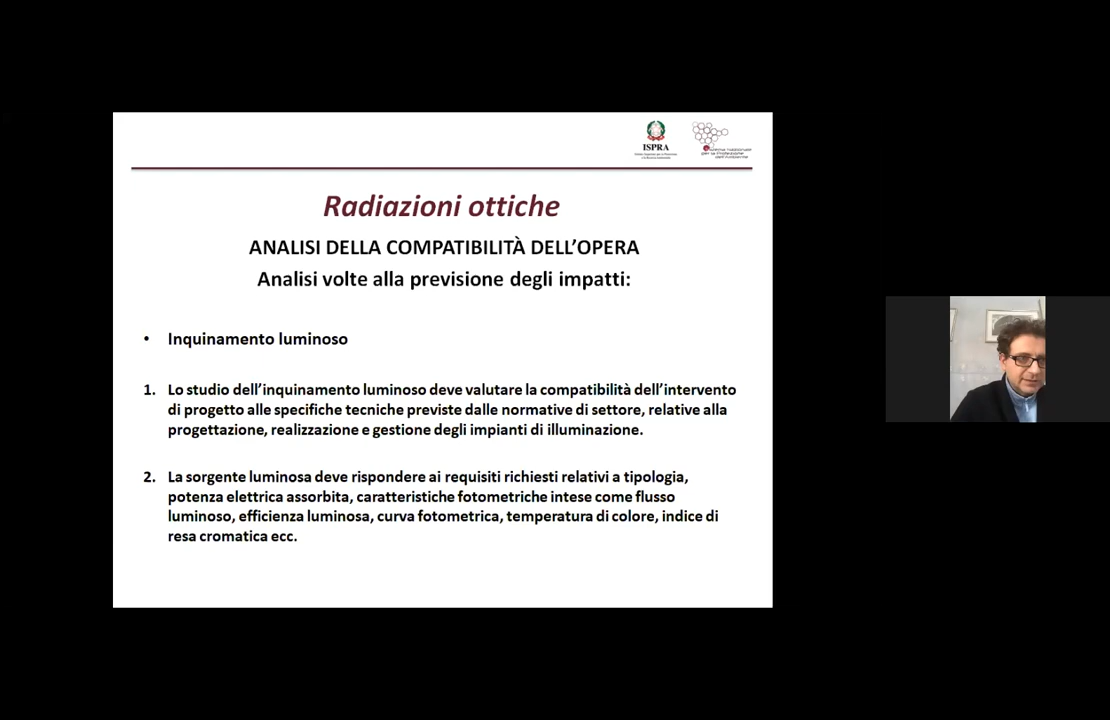 ISPRA
Radiazioni ottiche
ANALISI DELLA COMPATIBILITÀ DELL'OPERA
Analisi volte alla previsione degli impatti:
• Inquinamento luminoso
1. Lo studio dell'inquinamento luminoso deve valutare la compatibilità dell'intervento
di progetto alle specifiche tecniche previste dalle normative di settore, relative alla
progettazione, realizzazione e gestione degli impianti di illuminazione.
2. La sorgente luminosa deve rispondere ai requisiti richiesti relativi a tipologia,
potenza elettrica assorbita, caratteristiche fotometriche intese come flusso
luminoso, efficienza luminosa, curva fotometrica, temperatura di colore, indice di
resa cromatica ecc.